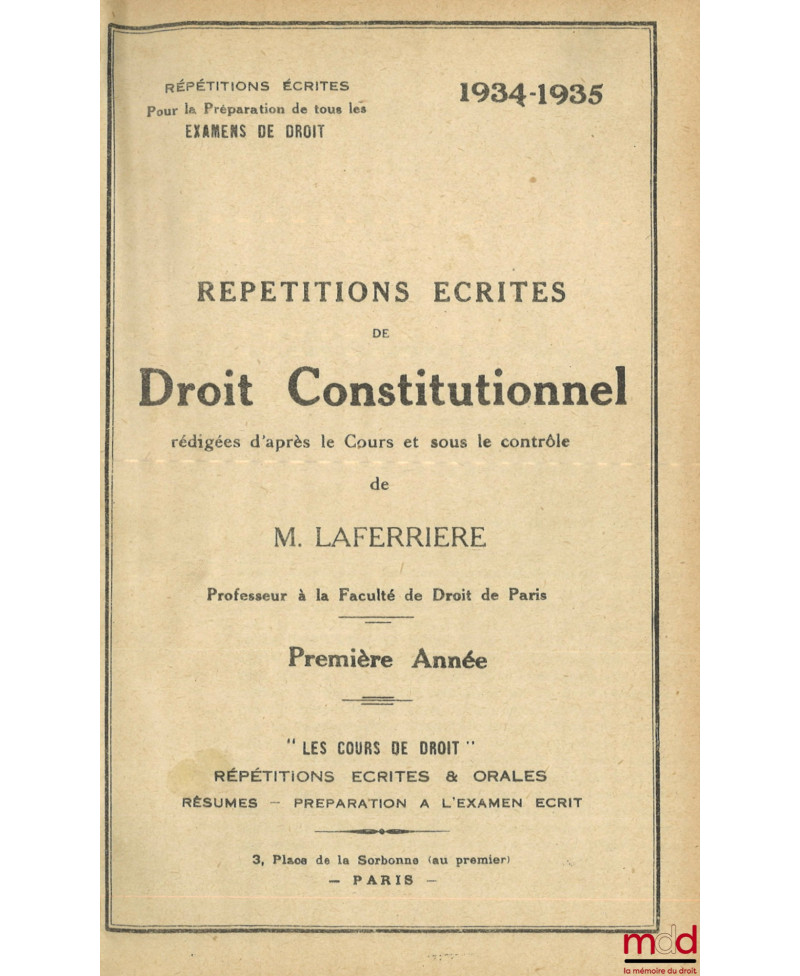 RÉPÉTITIONS ÉCRITES
Pour la Préparation de tous les
EXAMENS DE DROIT
1934-1935
REPETITIONS ECRITES
DE
Droit Constitutionnel
rédigées d'après le Cours et sous le contrôle
de
M. LAFERRIERE
Professeur à la Faculté de Droit de Paris
Première Année
" LES COURS DE DROIT "
RÉPÉTITIONS ECRITES & ORALES
RÉSUMES — PREPARATION A L'EXAMEN ECRIT
3, Place de la Sorbonne (au premier)
— PARIS —
mdd
la mémoire du droit